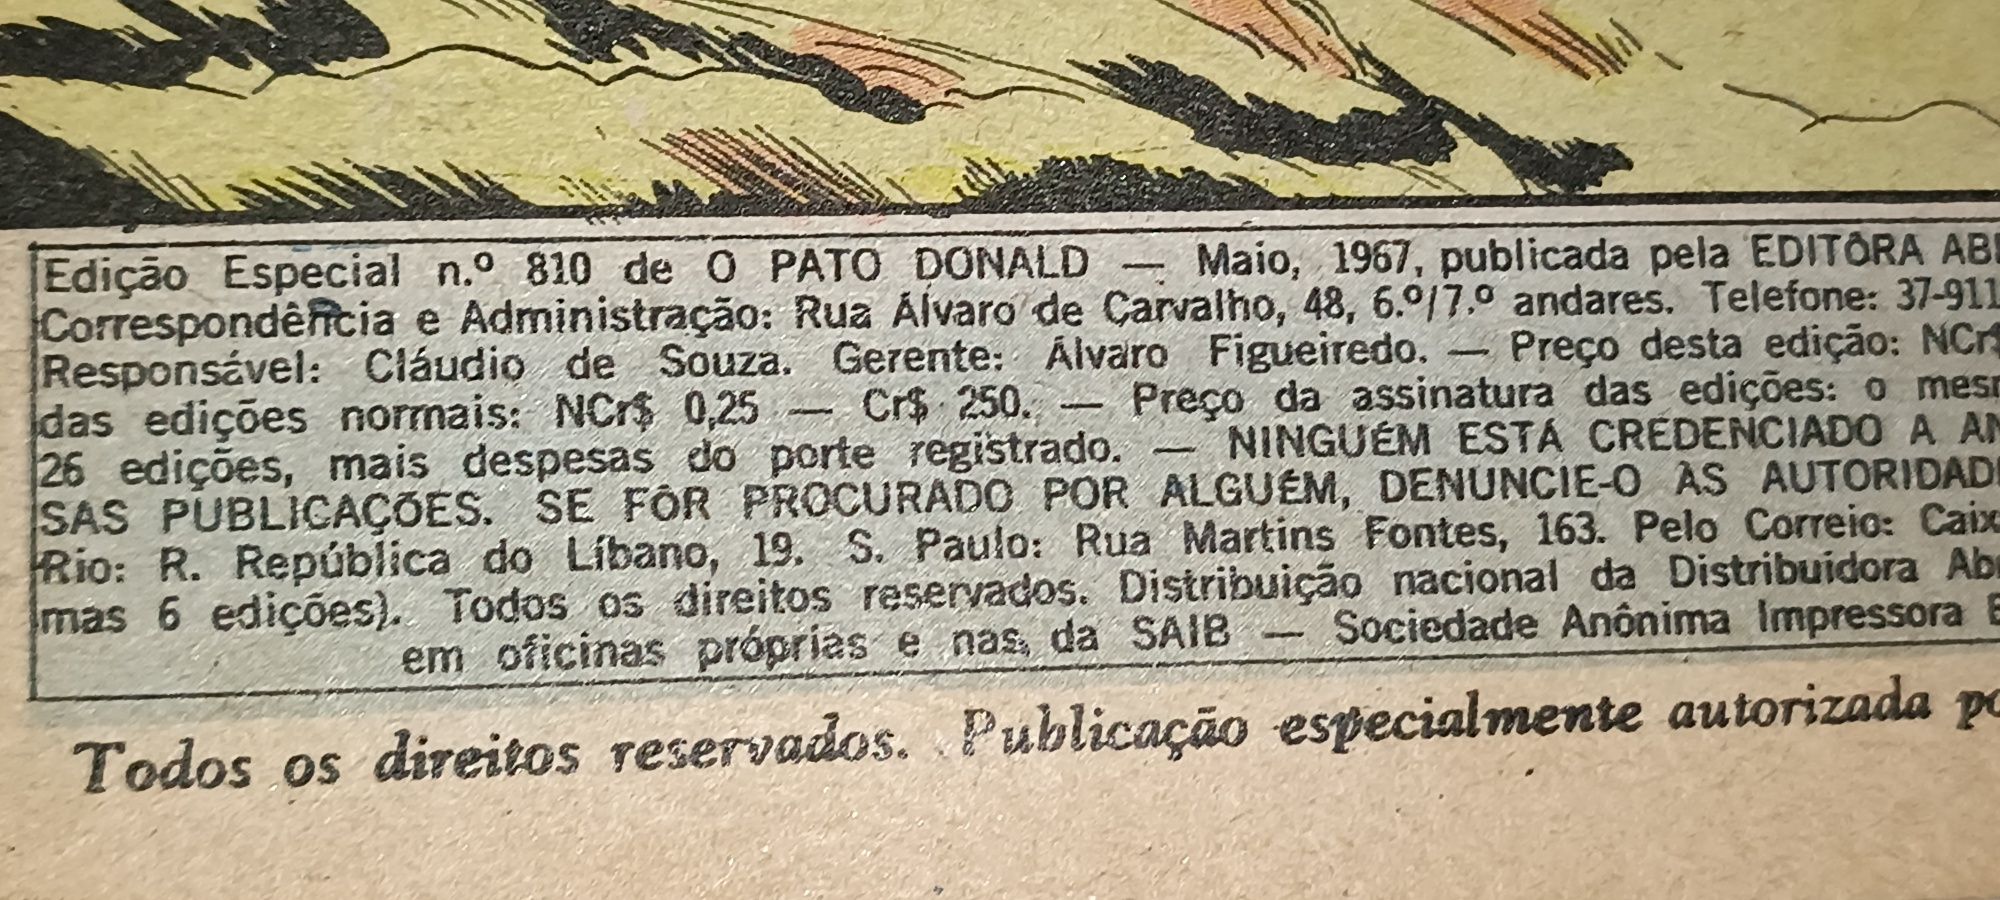 Edição Especial n.º 810 de O PATO DONALD — Maio, 1967, publicada pela EDITÔRA
Correspondência e Administração: Rua Álvaro de Carvalho, 48, 6.º/7.º andares. Telefone: 37-911
Responsável: Cláudio de Souza. Gerente: Álvaro Figueiredo. — Preço desta edição: NCr$
das edições normais: NCr$ 0,25 — Cr$ 250. — Preço da assinatura das edições: o
26 edições, mais despesas do porte registrado. — NINGUÉM ESTÁ CREDENCIADO A
SAS PUBLICAÇÕES. SE FÔR PROCURADO POR ALGUÉM, DENUNCIE-O ÀS
Rio: R. República do Líbano, 19. S. Paulo: Rua Martins Fontes, 163. Pelo Correio:
mas 6 edições). Todos os direitos reservados. Distribuição nacional da Distribuidora
em oficinas próprias e nas da SAIB — Sociedade Anônima Impressora
Todos os direitos reservados. Publicação especialmente autorizada